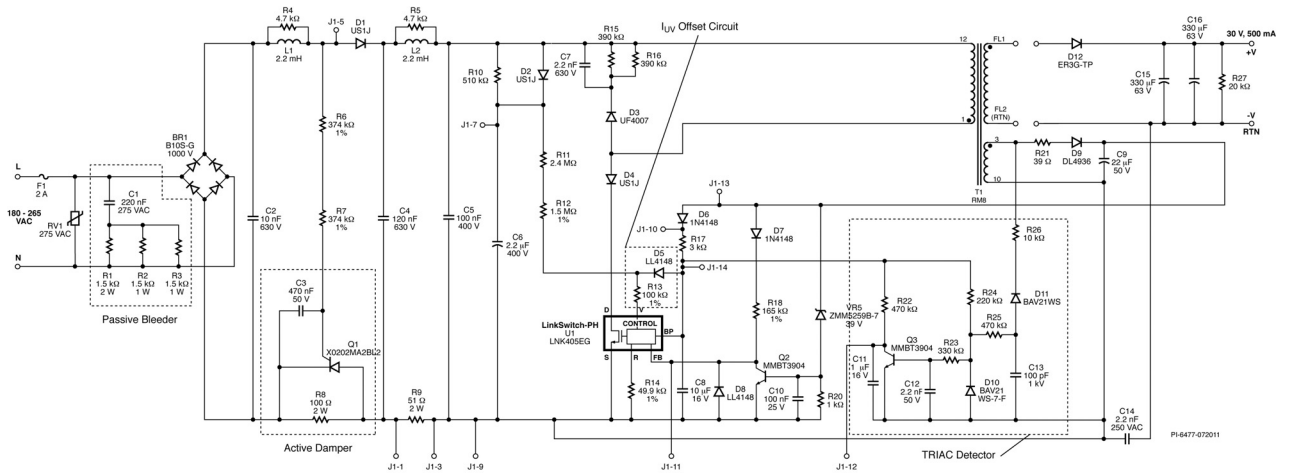 R4
4.7 kΩ
L1
2.2 mH
J1-5
D1
US1J
R5
4.7 kΩ
L2
2.2 mH
IUV Offset Circuit
R15
390 kΩ
R16
390 kΩ
C7
2.2 nF
630 V
R10
510 kΩ
D2
US1J
J1-7
D3
UF4007
D4
US1J
R11
2.4 MΩ
R12
1.5 MΩ
1%
12
1
FL1
FL2
(RTN)
3
10
T1
RM8
D12
ER3G-TP
C16
330 µF
63 V
C15
330 µF
63 V
30 V, 500 mA
+V
R27
20 kΩ
-V
RTN
R21
39 Ω
D9
DL4936
C9
22 µF
50 V
BR1
B10S-G
1000 V
L
F1
2 A
180 - 265
VAC
RV1
275 VAC
N
C1
220 nF
275 VAC
R1
1.5 kΩ
2 W
R2
1.5 kΩ
1 W
R3
1.5 kΩ
1 W
Passive Bleeder
C2
10 nF
630 V
R6
374 kΩ
1%
R7
374 kΩ
1%
C3
470 nF
50 V
Q1
X0202MA2BL2
R8
100 Ω
2 W
Active Damper
C4
120 nF
630 V
C5
100 nF
400 V
C6
2.2 µF
400 V
R9
51 Ω
2 W
J1-1
J1-3
J1-9
J1-13
J1-10
D6
1N4148
R17
3 kΩ
J1-14
D5
LL4148
R13
100 kΩ
1%
D
V
CONTROL
BP
S
R
FB
LinkSwitch-PH
U1
LNK405EG
R14
49.9 kΩ
1%
C8
10 µF
16 V
D8
LL4148
D7
1N4148
R18
165 kΩ
1%
Q2
MMBT3904
C10
100 nF
25 V
VR5
ZMM5259B-7
39 V
R20
1 kΩ
J1-11
J1-12
R22
470 kΩ
C11
1 µF
16 V
Q3
MMBT3904
C12
2.2 nF
50 V
R23
330 kΩ
R24
220 kΩ
R25
470 kΩ
D10
BAV21
WS-7-F
R26
10 kΩ
D11
BAV21WS
C13
100 pF
1 kV
TRIAC Detector
C14
2.2 nF
250 VAC
PI-6477-072011